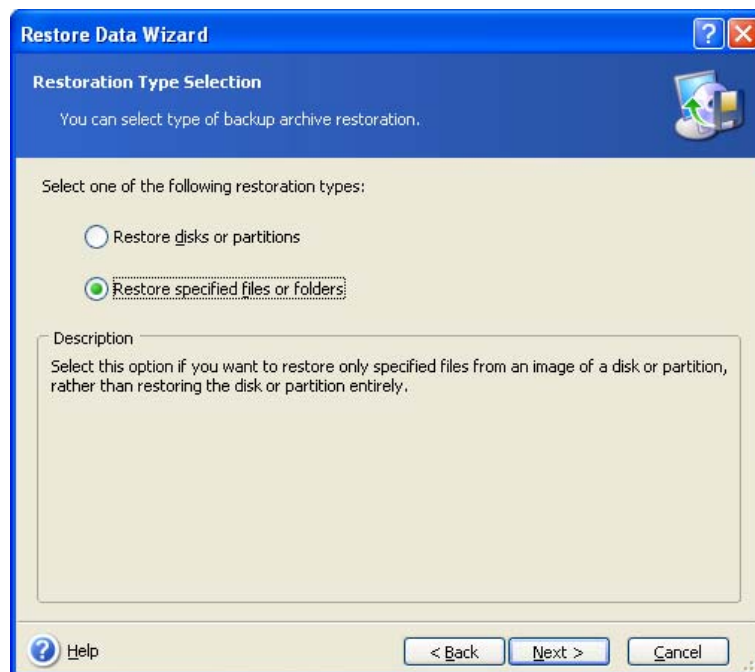 Restore Data Wizard
Restoration Type Selection
You can select type of backup archive restoration.
Select one of the following restoration types:
Restore disks or partitions
Restore specified files or folders
Description
Select this option if you want to restore only specified files from an image of a disk or partition,
rather than restoring the disk or partition entirely.
Help
< Back
Next >
Cancel